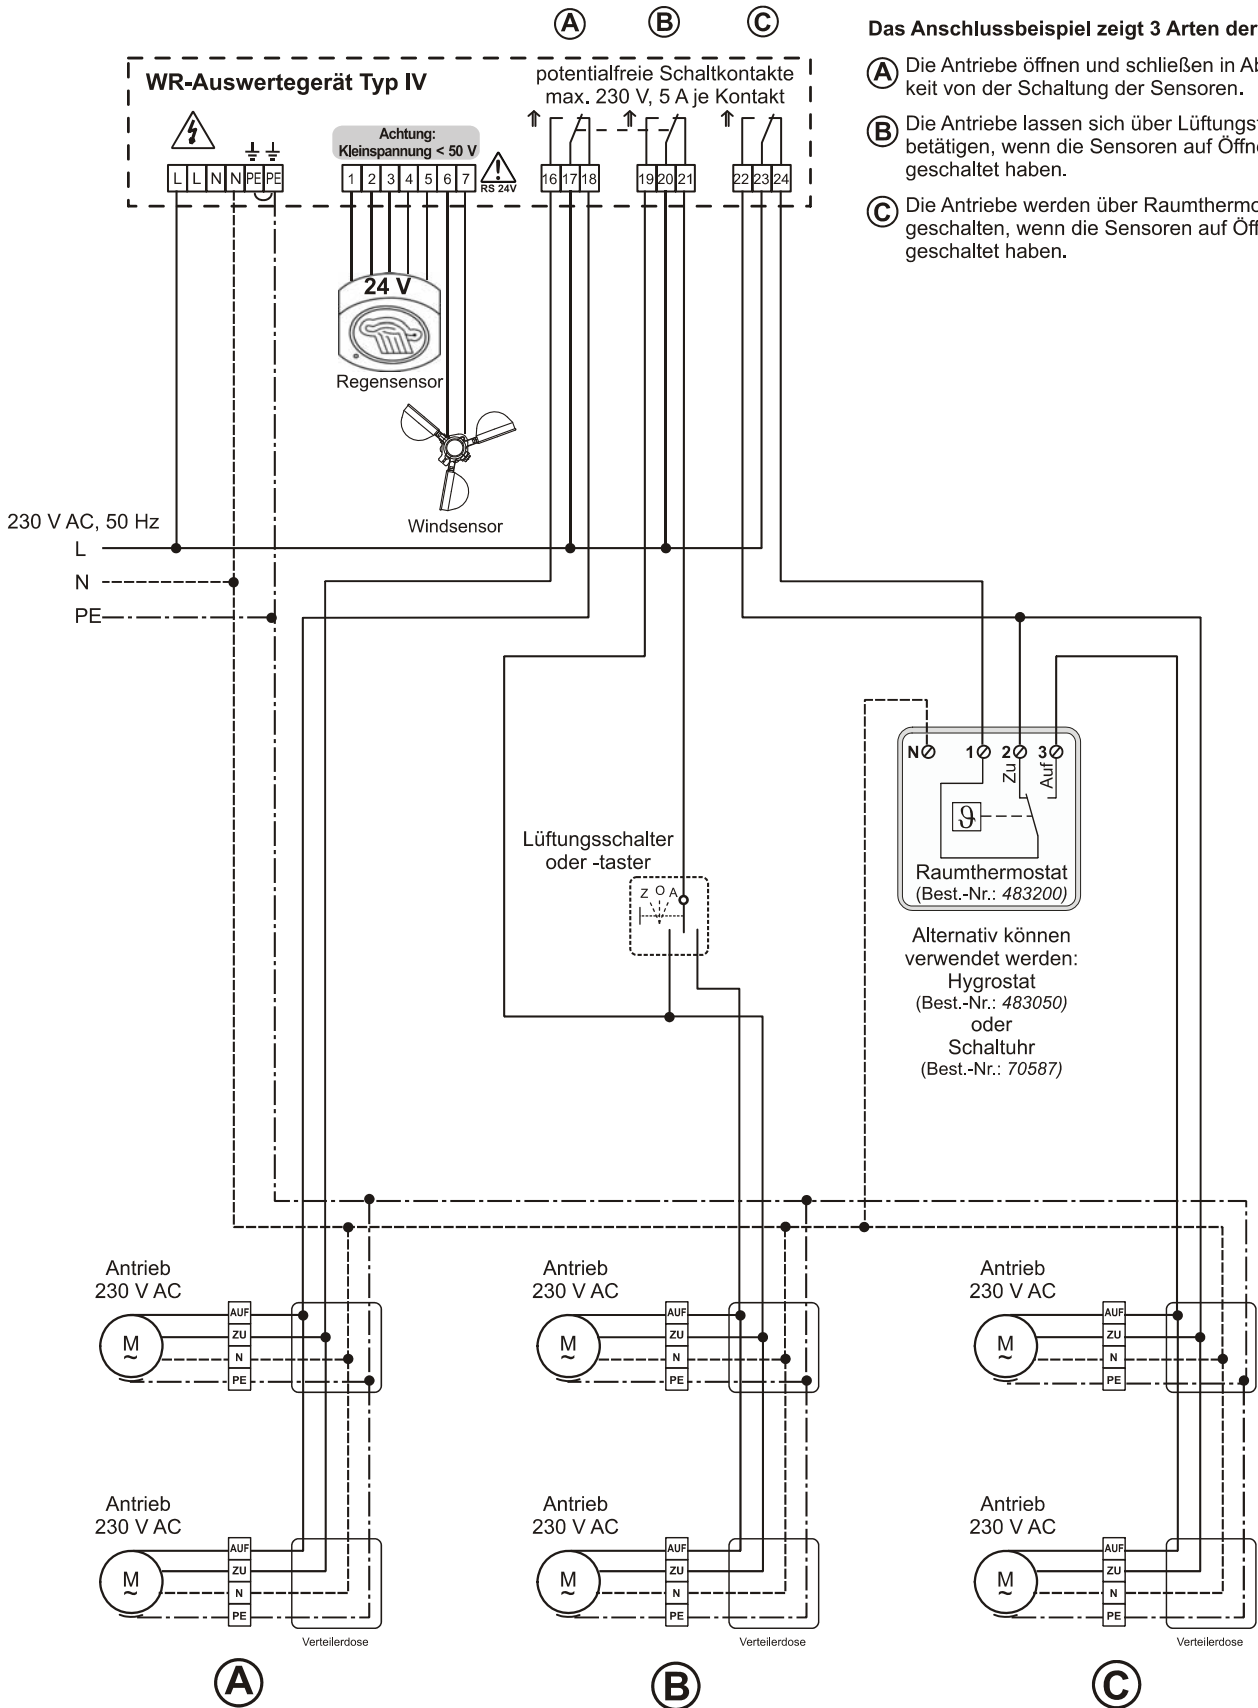 A B C
Das Anschlussbeispiel zeigt 3 Arten der
A Die Antriebe öffnen und schließen in Ab
keit von der Schaltung der Sensoren.
B Die Antriebe lassen sich über Lüftungs
betätigen, wenn die Sensoren auf Öffn
geschaltet haben.
C Die Antriebe werden über Raumthermo
geschalten, wenn die Sensoren auf Öff
geschaltet haben.
WR-Auswertegerät Typ IV
potentialfreie Schaltkontakte
max. 230 V, 5 A je Kontakt
Achtung:
Kleinspannung < 50 V
RS 24V
L L N N PE PE
1 2 3 4 5 6 7
16 17 18
19 20 21
22 23 24
24 V
Regensensor
Windsensor
230 V AC, 50 Hz
L
N
PE
Lüftungsschalter
oder -taster
Z O A
N 1 2 3
Zu
Auf
ϑ
Raumthermostat
(Best.-Nr.: 483200)
Alternativ können
verwendet werden:
Hygrostat
(Best.-Nr.: 483050)
oder
Schaltuhr
(Best.-Nr.: 70587)
Antrieb
230 V AC
M
~
AUF
ZU
N
PE
Antrieb
230 V AC
M
~
AUF
ZU
N
PE
Antrieb
230 V AC
M
~
AUF
ZU
N
PE
Antrieb
230 V AC
M
~
AUF
ZU
N
PE
Verteilerdose
Antrieb
230 V AC
M
~
AUF
ZU
N
PE
Verteilerdose
Antrieb
230 V AC
M
~
AUF
ZU
N
PE
Verteilerdose
A B C